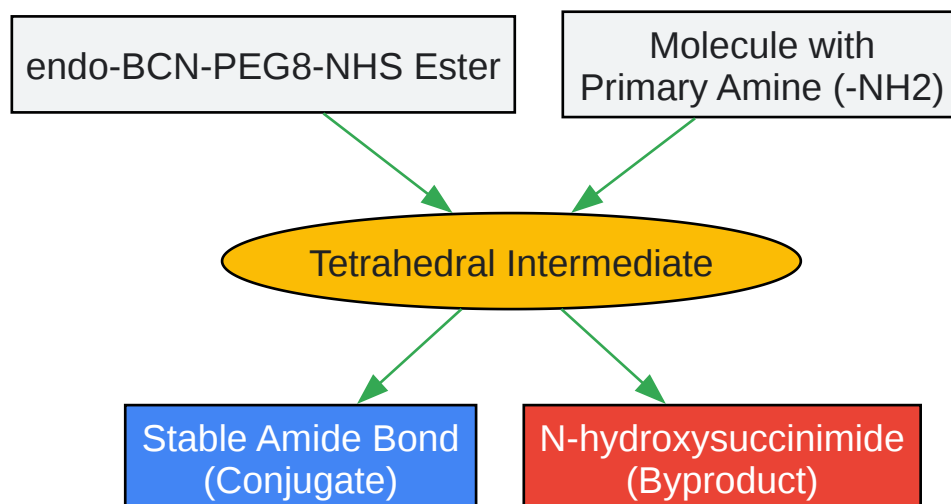 endo-BCN-PEG8-NHS Ester
Molecule with
Primary Amine (-NH2)
Tetrahedral Intermediate
Stable Amide Bond
(Conjugate)
N-hydroxysuccinimide
(Byproduct)